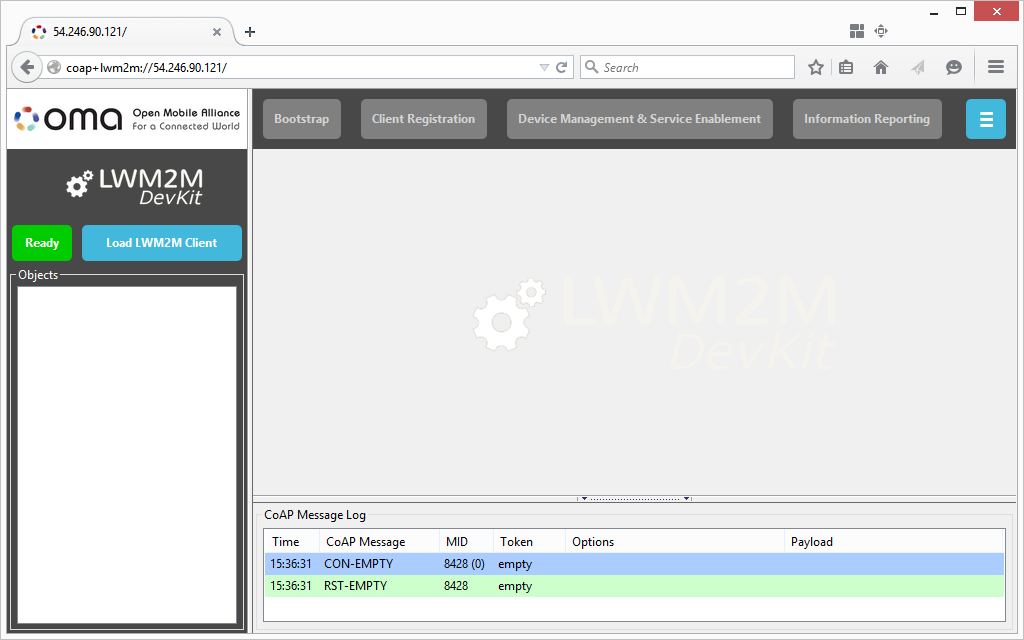 54.246.90.121/
coap+lwm2m://54.246.90.121/
Search
oma Open Mobile Alliance
For a Connected World
Bootstrap
Client Registration
Device Management & Service Enablement
Information Reporting
LWM2M
DevKit
Ready
Load LWM2M Client
Objects
LWM2M
DevKit
CoAP Message Log
Time CoAP Message MID Token Options Payload
15:36:31 CON-EMPTY 8428 (0) empty
15:36:31 RST-EMPTY 8428 empty